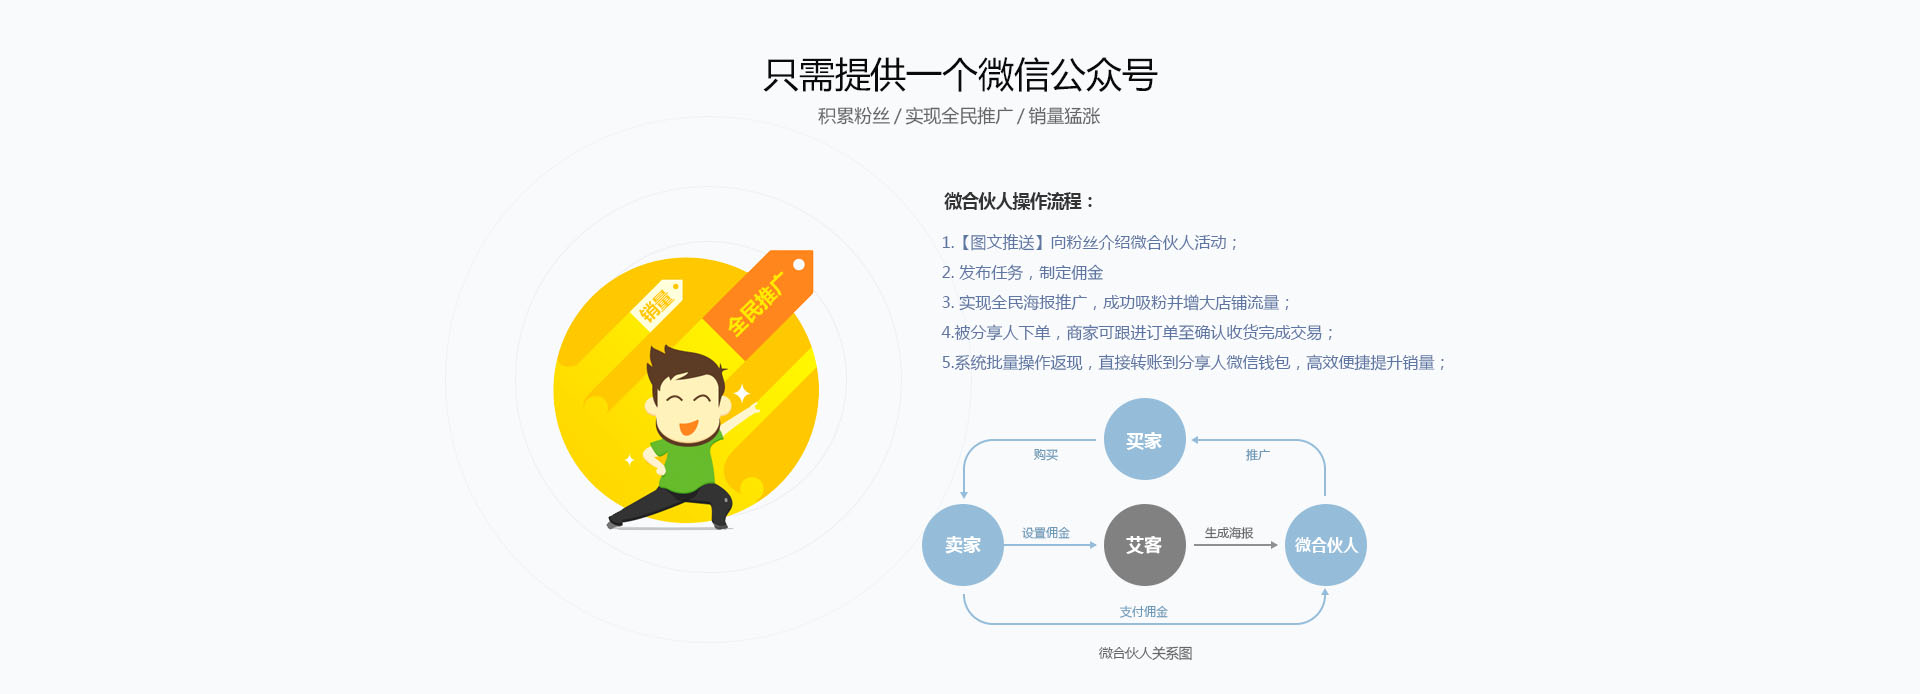 只需提供一个微信公众号
积累粉丝 / 实现全民推广 / 销量猛涨
微合伙人操作流程：
1.【图文推送】向粉丝介绍微合伙人活动；
2. 发布任务，制定佣金
3. 实现全民海报推广，成功吸粉并增大店铺流量；
4.被分享人下单，商家可跟进订单至确认收货完成交易；
5.系统批量操作返现，直接转账到分享人微信钱包，高效便捷提升销量；
销量
全民推广
买家
购买
推广
卖家
设置佣金
艾客
生成海报
微合伙人
支付佣金
微合伙人关系图